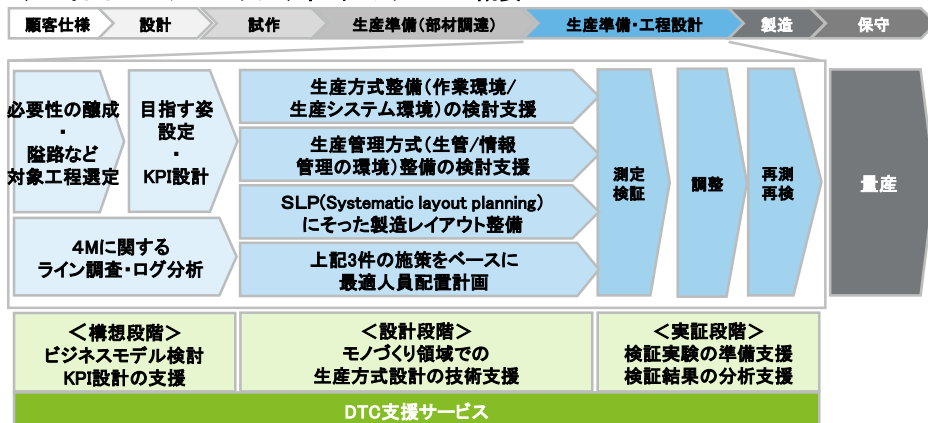 顧客仕様
設計
試作
生産準備(部材調達)
生産準備・工程設計
製造
保守
必要性の醸成
・
隘路など
対象工程選定
目指す姿
設定
・
KPI設計
4Mに関する
ライン調査・ログ分析
生産方式整備(作業環境/
生産システム環境)の検討支援
生産管理方式(生管/情報
管理の環境)整備の検討支援
SLP(Systematic layout planning)
にそった製造レイアウト整備
上記3件の施策をベースに
最適人員配置計画
測定
検証
調整
再測
再検
量産
＜構想段階＞
ビジネスモデル検討
KPI設計の支援
＜設計段階＞
モノづくり領域での
生産方式設計の技術支援
＜実証段階＞
検証実験の準備支援
検証結果の分析支援
DTC支援サービス